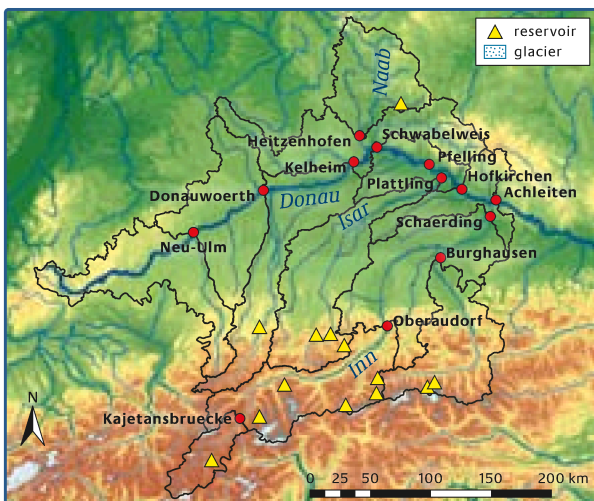 reservoir
glacier
Naab
Heitzenhofen
Schwabelweis
Kelheim
Pfelling
Plattling
Hofkirchen
Donauwoerth
Donau
Achleiten
Isar
Schaerding
Neu-Ulm
Burghausen
Oberaudorf
Inn
N
Kajetansbruecke
0 25 50 100 150 200 km